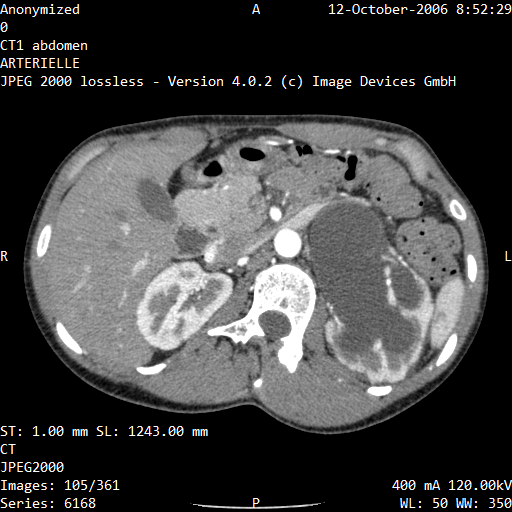 Anonymized A 12-October-2006 8:52:29
0
CT1 abdomen
ARTERIELLE
JPEG 2000 lossless - Version 4.0.2 (c) Image Devices GmbH
R L
ST: 1.00 mm SL: 1243.00 mm
CT
JPEG2000
Images: 105/361 400 mA 120.00kV
Series: 6168 P WL: 50 WW: 350